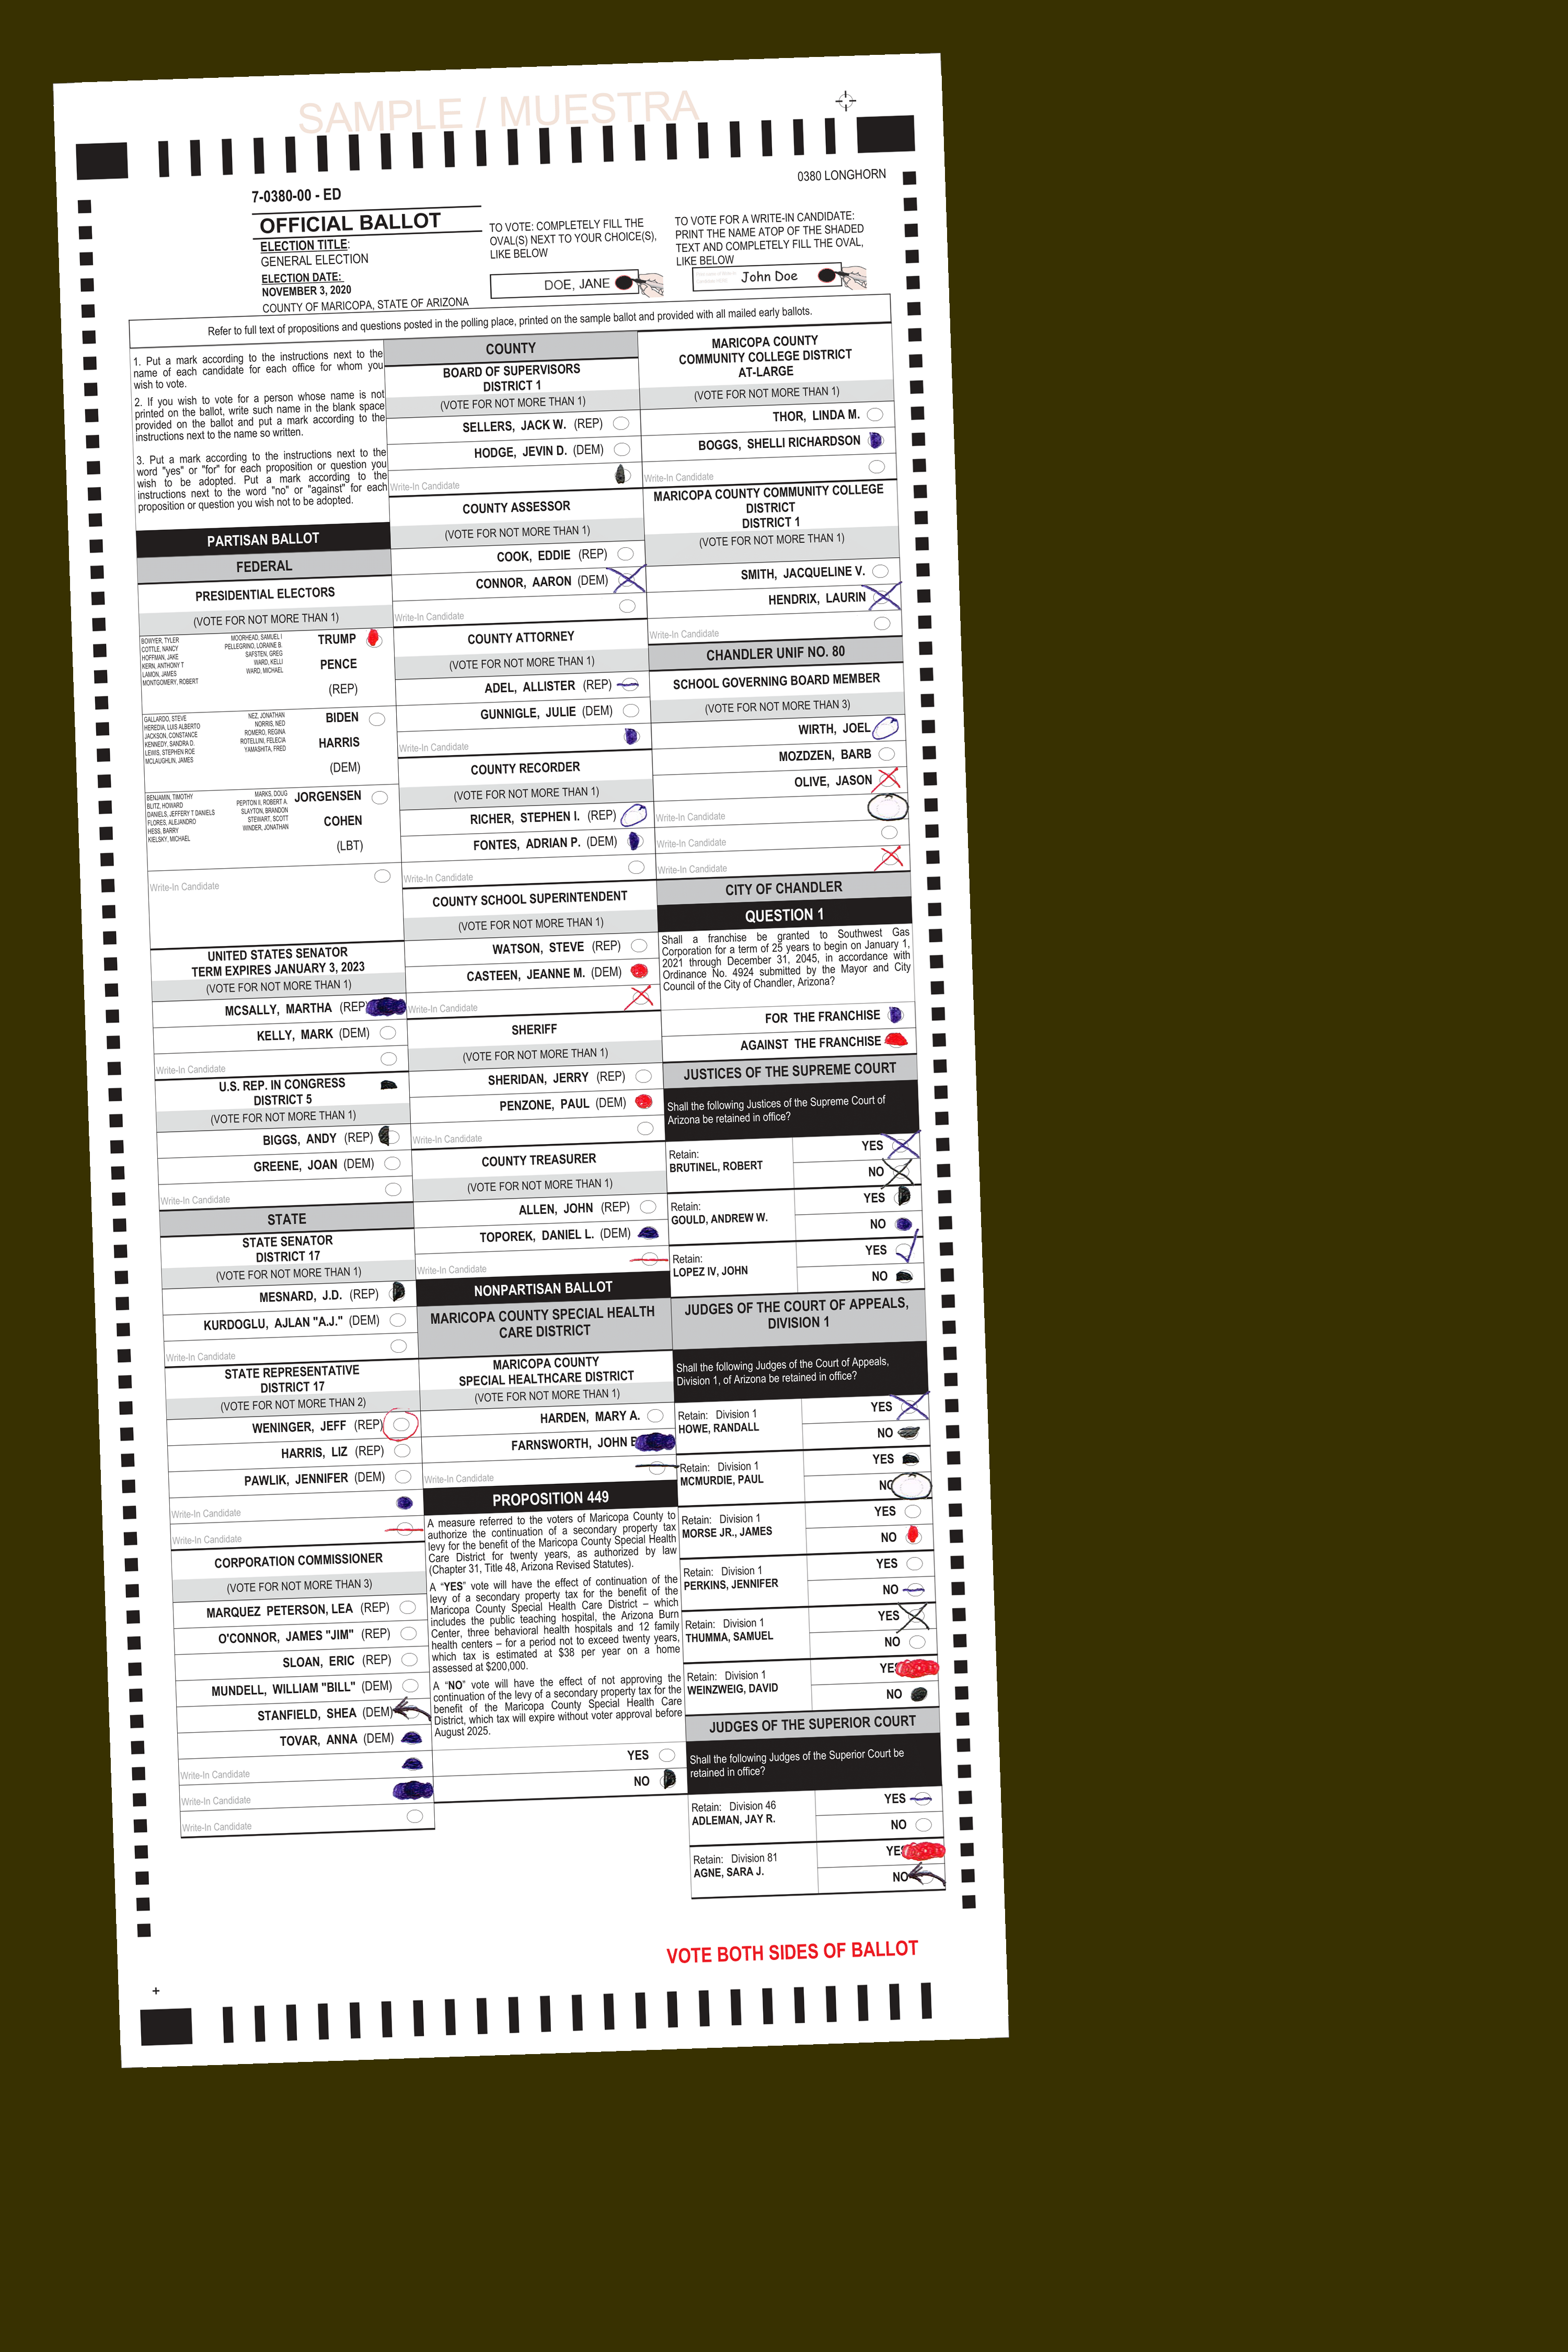 SAMPLE / MUESTRA
0380 LONGHORN
7-0380-00 - ED
OFFICIAL BALLOT
ELECTION TITLE:
GENERAL ELECTION
ELECTION DATE:
NOVEMBER 3, 2020
COUNTY OF MARICOPA, STATE OF ARIZONA
TO VOTE: COMPLETELY FILL THE
OVAL(S) NEXT TO YOUR CHOICE(S),
LIKE BELOW
DOE, JANE
TO VOTE FOR A WRITE-IN CANDIDATE:
PRINT THE NAME ATOP OF THE SHADED
TEXT AND COMPLETELY FILL THE OVAL,
LIKE BELOW
John Doe
Refer to full text of propositions and questions posted in the polling place, printed on the sample ballot and provided with all mailed early ballots.
1. Put a mark according to the instructions next to the
name of each candidate for each office for whom you
wish to vote.
2. If you wish to vote for a person whose name is not
printed on the ballot, write such name in the blank space
provided on the ballot and put a mark according to the
instructions next to the name so written.
3. Put a mark according to the instructions next to the
word "yes" or "for" for each proposition or question you
wish to be adopted. Put a mark according to the
instructions next to the word "no" or "against" for each
proposition or question you wish not to be adopted.
PARTISAN BALLOT
FEDERAL
PRESIDENTIAL ELECTORS
(VOTE FOR NOT MORE THAN 1)
BOWYER, TYLER
COTTLE, NANCY
HOFFMAN, JAKE
KERN, ANTHONY T
LAMON, JAMES
MONTGOMERY, ROBERT
MOORHEAD, SAMUEL I
PELLEGRINO, LORAINE B.
SAFSTEN, GREG
WARD, KELLI
WARD, MICHAEL
TRUMP
PENCE
(REP)
GALLARDO, STEVE
HEREDIA, LUIS ALBERTO
JACKSON, CONSTANCE
KENNEDY, SANDRA D.
LEWIS, STEPHEN ROE
MCLAUGHLIN, JAMES
NEZ, JONATHAN
NORRIS, NED
ROMERO, REGINA
ROTELLINI, FELECIA
YAMASHITA, FRED
BIDEN
HARRIS
(DEM)
BENJAMIN, TIMOTHY
BLITZ, HOWARD
DANIELS, JEFFERY T DANIELS
FLORES, ALEJANDRO
HESS, BARRY
KIELSKY, MICHAEL
MARKS, DOUG
PEPITON II, ROBERT A.
SLAYTON, BRANDON
STEWART, SCOTT
WINDER, JONATHAN
JORGENSEN
COHEN
(LBT)
Write-In Candidate
UNITED STATES SENATOR
TERM EXPIRES JANUARY 3, 2023
(VOTE FOR NOT MORE THAN 1)
MCSALLY, MARTHA (REP)
KELLY, MARK (DEM)
Write-In Candidate
U.S. REP. IN CONGRESS
DISTRICT 5
(VOTE FOR NOT MORE THAN 1)
BIGGS, ANDY (REP)
GREENE, JOAN (DEM)
Write-In Candidate
STATE
STATE SENATOR
DISTRICT 17
(VOTE FOR NOT MORE THAN 1)
MESNARD, J.D. (REP)
KURDOGLU, AJLAN "A.J." (DEM)
Write-In Candidate
STATE REPRESENTATIVE
DISTRICT 17
(VOTE FOR NOT MORE THAN 2)
WENINGER, JEFF (REP)
HARRIS, LIZ (REP)
PAWLIK, JENNIFER (DEM)
Write-In Candidate
Write-In Candidate
CORPORATION COMMISSIONER
(VOTE FOR NOT MORE THAN 3)
MARQUEZ PETERSON, LEA (REP)
O'CONNOR, JAMES "JIM" (REP)
SLOAN, ERIC (REP)
MUNDELL, WILLIAM "BILL" (DEM)
STANFIELD, SHEA (DEM)
TOVAR, ANNA (DEM)
Write-In Candidate
Write-In Candidate
Write-In Candidate
COUNTY
BOARD OF SUPERVISORS
DISTRICT 1
(VOTE FOR NOT MORE THAN 1)
SELLERS, JACK W. (REP)
HODGE, JEVIN D. (DEM)
Write-In Candidate
COUNTY ASSESSOR
(VOTE FOR NOT MORE THAN 1)
COOK, EDDIE (REP)
CONNOR, AARON (DEM)
Write-In Candidate
COUNTY ATTORNEY
(VOTE FOR NOT MORE THAN 1)
ADEL, ALLISTER (REP)
GUNNIGLE, JULIE (DEM)
Write-In Candidate
COUNTY RECORDER
(VOTE FOR NOT MORE THAN 1)
RICHER, STEPHEN I. (REP)
FONTES, ADRIAN P. (DEM)
Write-In Candidate
COUNTY SCHOOL SUPERINTENDENT
(VOTE FOR NOT MORE THAN 1)
WATSON, STEVE (REP)
CASTEEN, JEANNE M. (DEM)
Write-In Candidate
SHERIFF
(VOTE FOR NOT MORE THAN 1)
SHERIDAN, JERRY (REP)
PENZONE, PAUL (DEM)
Write-In Candidate
COUNTY TREASURER
(VOTE FOR NOT MORE THAN 1)
ALLEN, JOHN (REP)
TOPOREK, DANIEL L. (DEM)
Write-In Candidate
NONPARTISAN BALLOT
MARICOPA COUNTY SPECIAL HEALTH
CARE DISTRICT
MARICOPA COUNTY
SPECIAL HEALTHCARE DISTRICT
(VOTE FOR NOT MORE THAN 1)
HARDEN, MARY A.
FARNSWORTH, JOHN
Write-In Candidate
PROPOSITION 449
A measure referred to the voters of Maricopa County to
authorize the continuation of a secondary property tax
levy for the benefit of the Maricopa County Special Health
Care District for twenty years, as authorized by law
(Chapter 31, Title 48, Arizona Revised Statutes).
A “YES” vote will have the effect of continuation of the
levy of a secondary property tax for the benefit of the
Maricopa County Special Health Care District – which
includes the public teaching hospital, the Arizona Burn
Center, three behavioral health hospitals and 12 family
health centers – for a period not to exceed twenty years,
which tax is estimated at $38 per year on a home
assessed at $200,000.
A “NO” vote will have the effect of not approving the
continuation of the levy of a secondary property tax for the
benefit of the Maricopa County Special Health Care
District, which tax will expire without voter approval before
August 2025.
YES
NO
MARICOPA COUNTY
COMMUNITY COLLEGE DISTRICT
AT-LARGE
(VOTE FOR NOT MORE THAN 1)
THOR, LINDA M.
BOGGS, SHELLI RICHARDSON
Write-In Candidate
MARICOPA COUNTY COMMUNITY COLLEGE
DISTRICT
DISTRICT 1
(VOTE FOR NOT MORE THAN 1)
SMITH, JACQUELINE V.
HENDRIX, LAURIN
Write-In Candidate
CHANDLER UNIF NO. 80
SCHOOL GOVERNING BOARD MEMBER
(VOTE FOR NOT MORE THAN 3)
WIRTH, JOEL
MOZDZEN, BARB
OLIVE, JASON
Write-In Candidate
Write-In Candidate
Write-In Candidate
CITY OF CHANDLER
QUESTION 1
Shall a franchise be granted to Southwest Gas
Corporation for a term of 25 years to begin on January 1,
2021 through December 31, 2045, in accordance with
Ordinance No. 4924 submitted by the Mayor and City
Council of the City of Chandler, Arizona?
FOR THE FRANCHISE
AGAINST THE FRANCHISE
JUSTICES OF THE SUPREME COURT
Shall the following Justices of the Supreme Court of
Arizona be retained in office?
Retain:
BRUTINEL, ROBERT
YES
NO
Retain:
GOULD, ANDREW W.
YES
NO
Retain:
LOPEZ IV, JOHN
YES
NO
JUDGES OF THE COURT OF APPEALS,
DIVISION 1
Shall the following Judges of the Court of Appeals,
Division 1, of Arizona be retained in office?
Retain: Division 1
HOWE, RANDALL
YES
NO
Retain: Division 1
MCMURDIE, PAUL
YES
NO
Retain: Division 1
MORSE JR., JAMES
YES
NO
Retain: Division 1
PERKINS, JENNIFER
YES
NO
Retain: Division 1
THUMMA, SAMUEL
YES
NO
Retain: Division 1
WEINZWEIG, DAVID
YES
NO
JUDGES OF THE SUPERIOR COURT
Shall the following Judges of the Superior Court be
retained in office?
Retain: Division 46
ADLEMAN, JAY R.
YES
NO
Retain: Division 81
AGNE, SARA J.
YES
NO
VOTE BOTH SIDES OF BALLOT